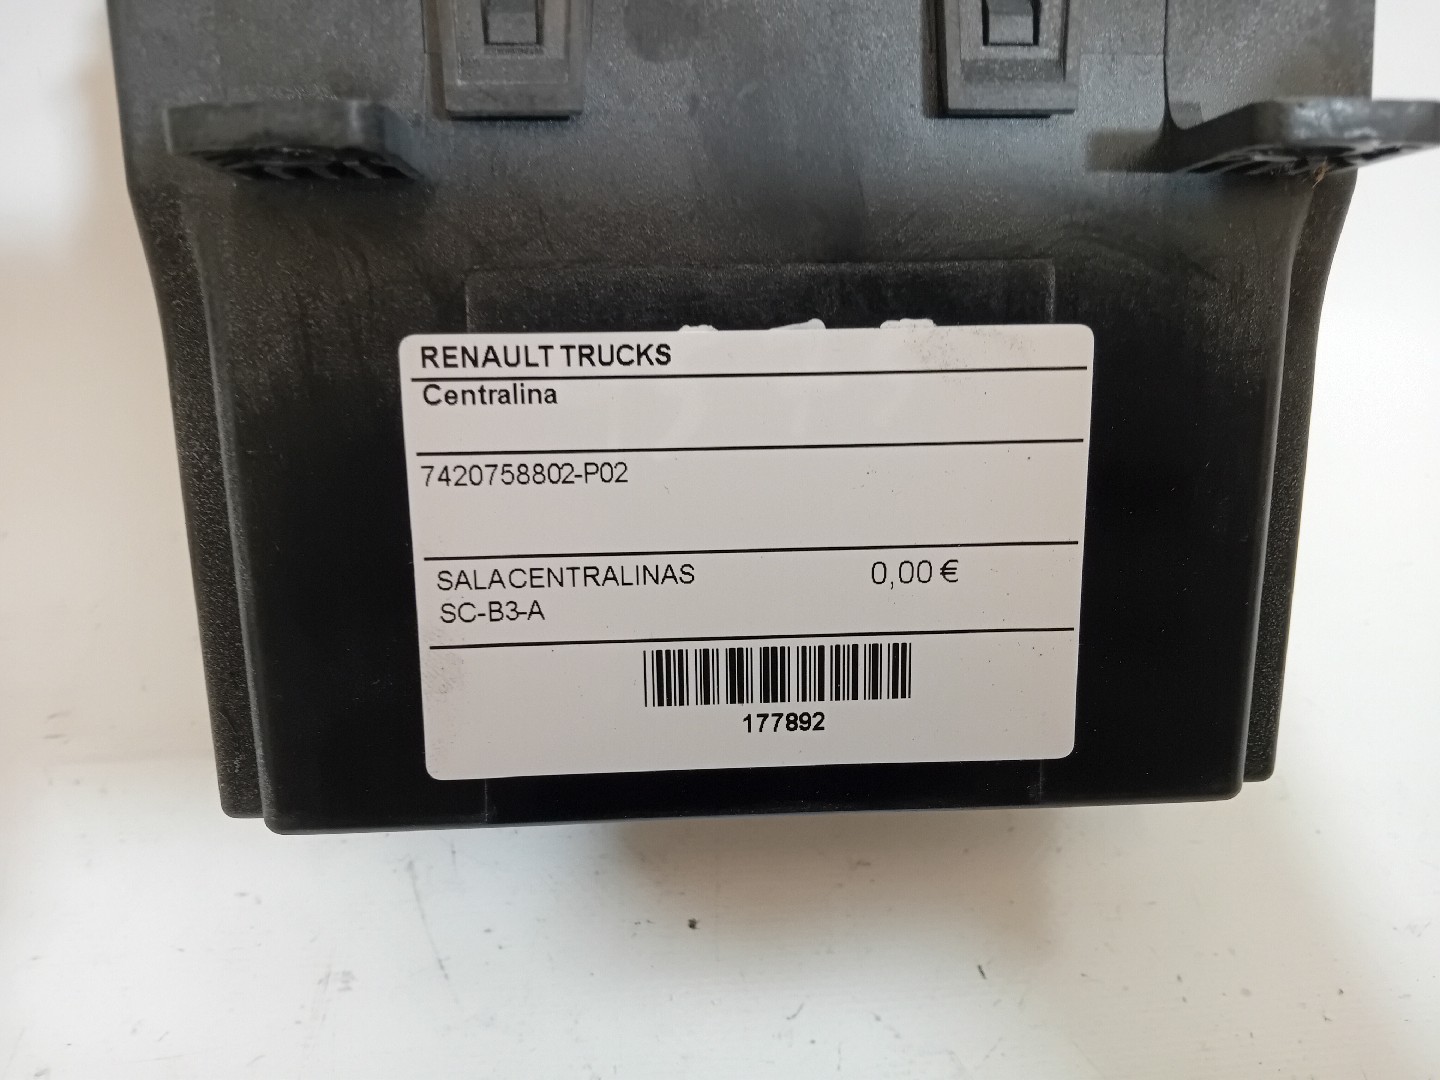 RENAULT TRUCKS
Centralina
7420758802-P02
SALACENTRALINAS 0,00 €
SC-B3-A
177892